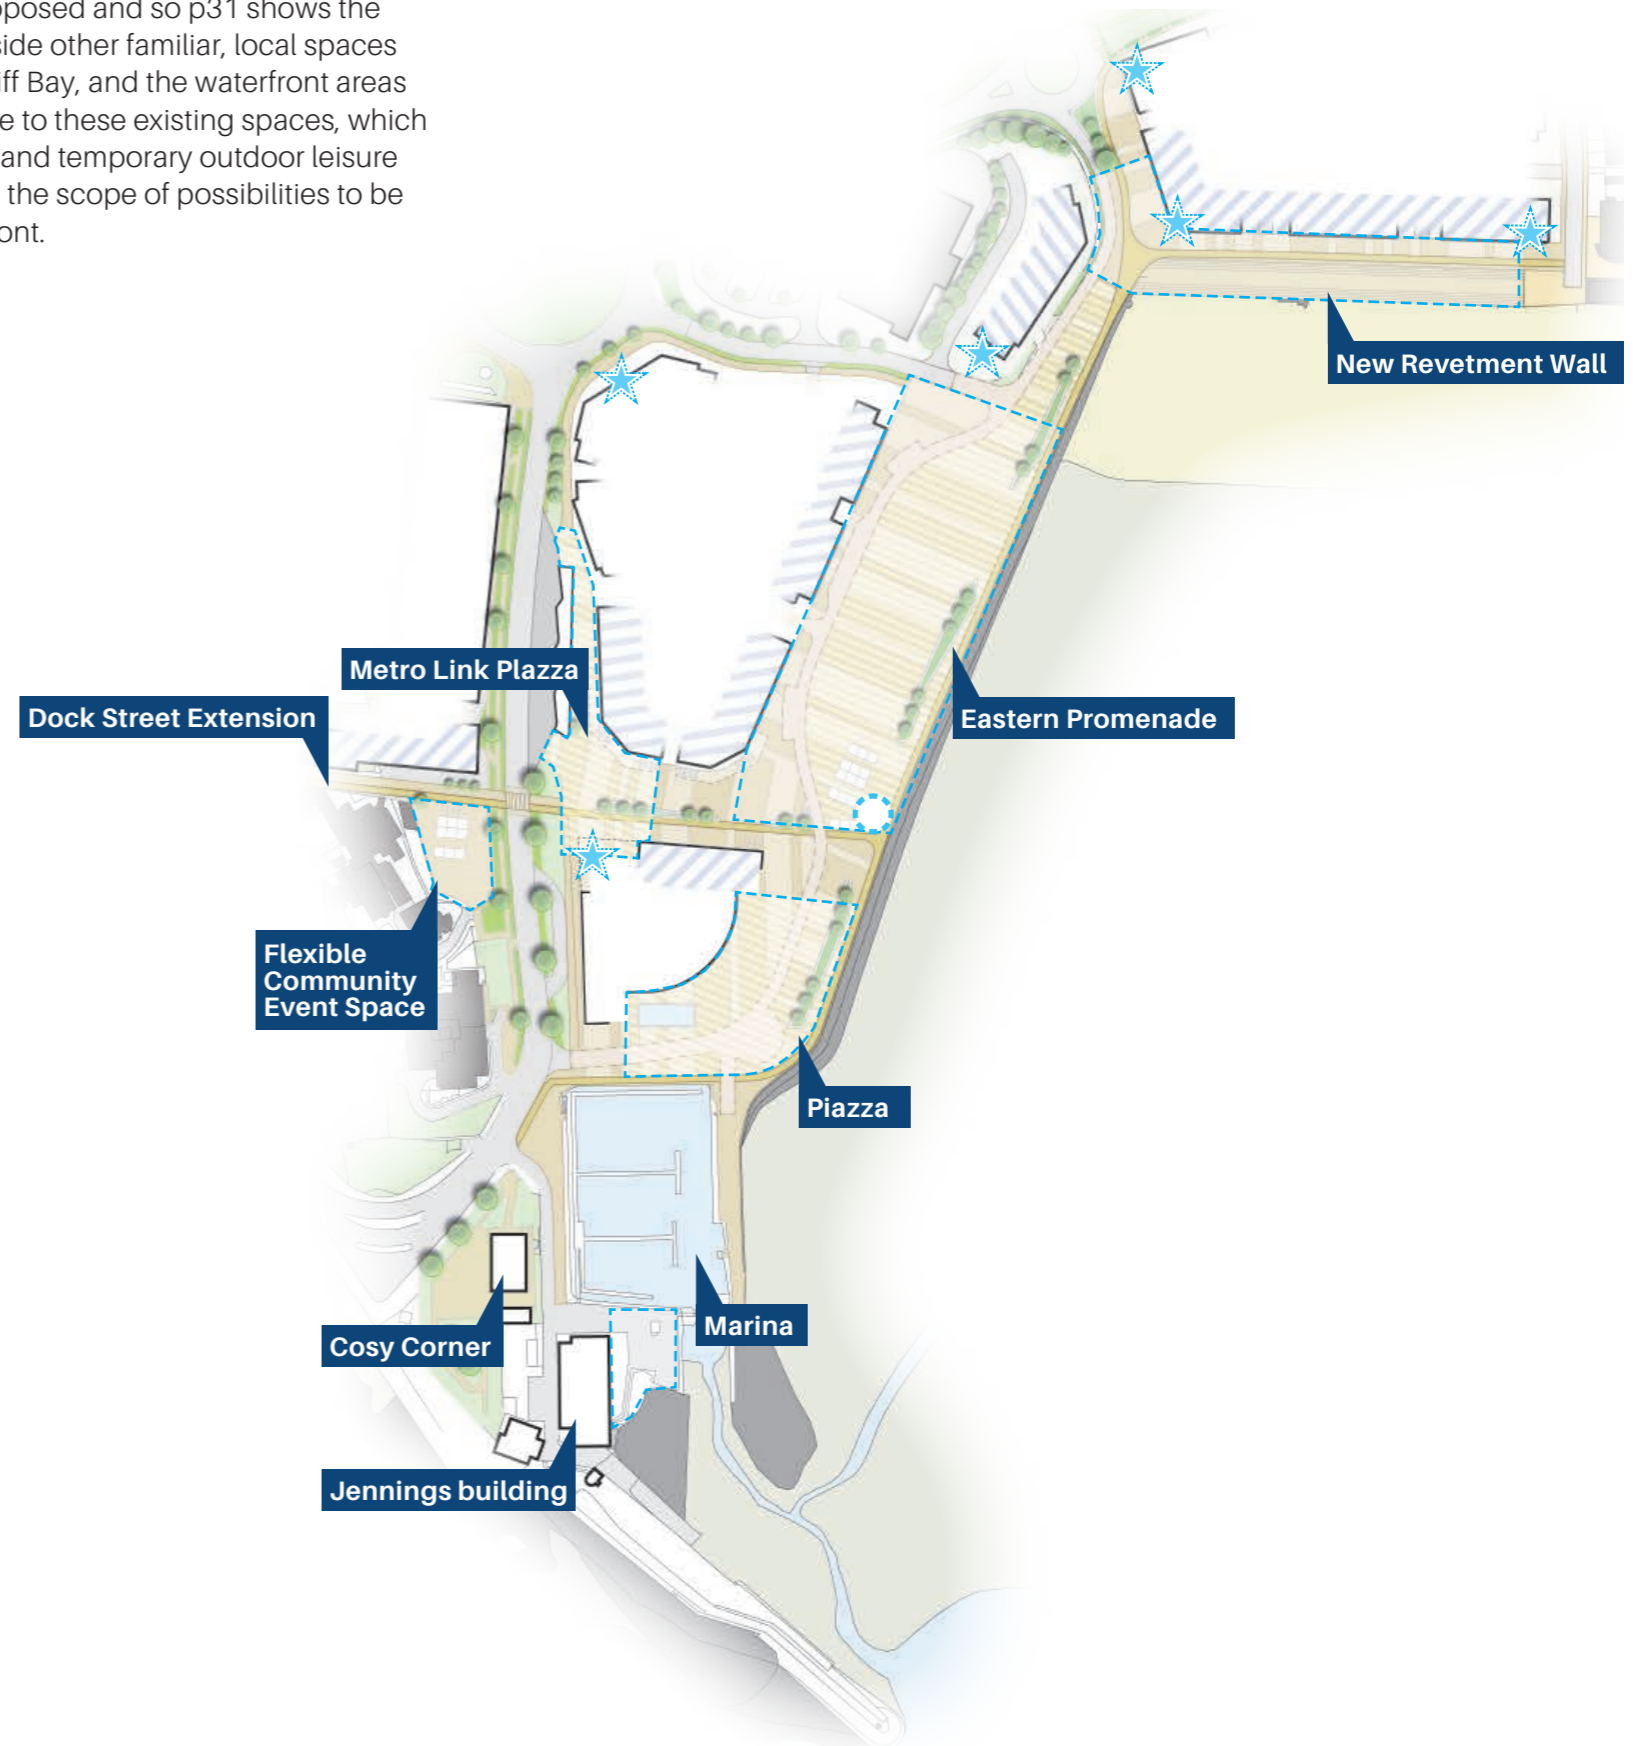 posed and so p31 shows the
side other familiar, local spaces
iff Bay, and the waterfront areas
e to these existing spaces, which
and temporary outdoor leisure
the scope of possibilities to be
ont.
New Revetment Wall
Metro Link Plazza
Dock Street Extension
Eastern Promenade
Flexible
Community
Event Space
Piazza
Marina
Cosy Corner
Jennings building